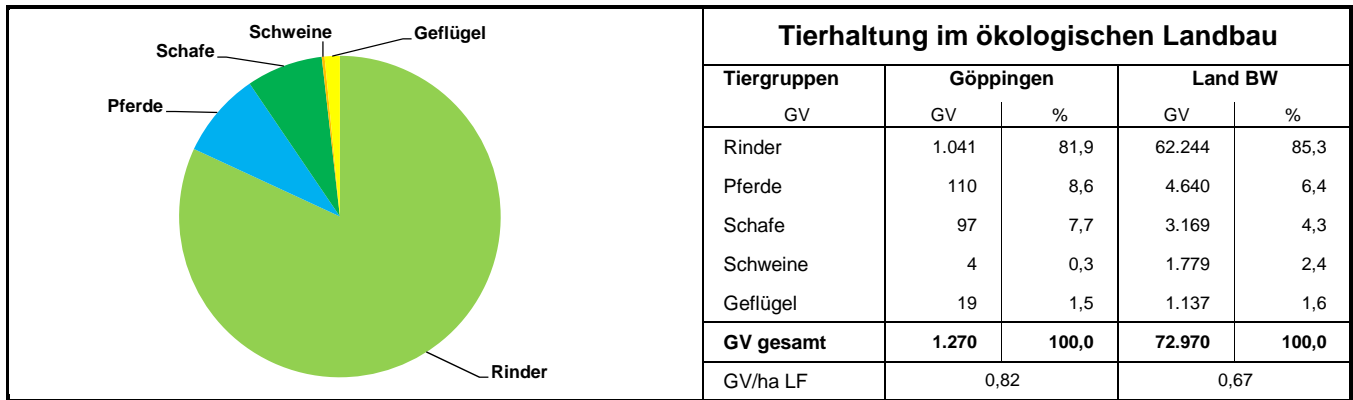 Schweine
Geflügel
Schafe
Pferde
Rinder
Tierhaltung im ökologischen Landbau
Tiergruppen Göppingen Land BW
GV GV % GV %
Rinder 1.041 81,9 62.244 85,3
Pferde 110 8,6 4.640 6,4
Schafe 97 7,7 3.169 4,3
Schweine 4 0,3 1.779 2,4
Geflügel 19 1,5 1.137 1,6
GV gesamt 1.270 100,0 72.970 100,0
GV/ha LF 0,82 0,67